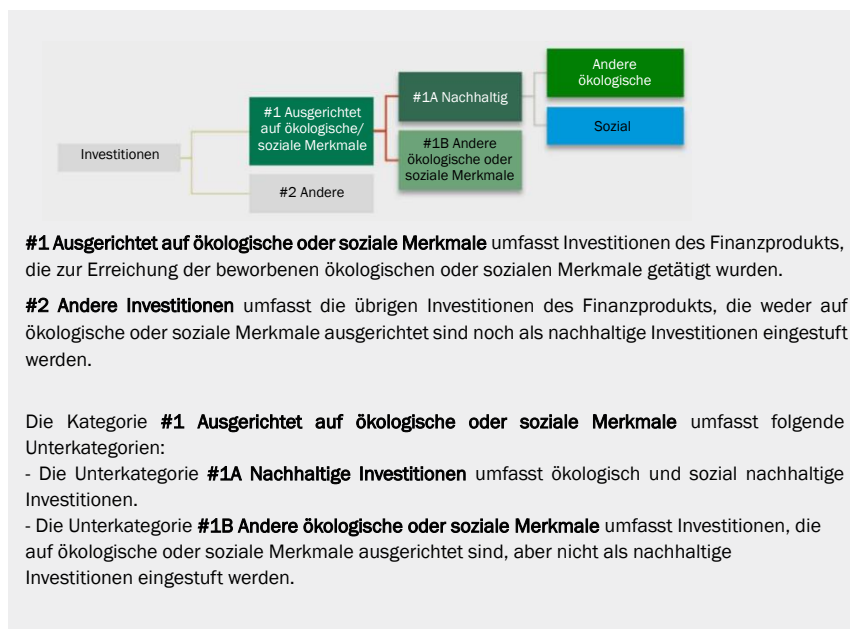 Investitionen
#1 Ausgerichtet
auf ökologische/
soziale Merkmale
#2 Andere
#1A Nachhaltig
#1B Andere
ökologische oder
soziale Merkmale
Andere
ökologische
Sozial
#1 Ausgerichtet auf ökologische oder soziale Merkmale umfasst Investitionen des Finanzprodukts,
die zur Erreichung der beworbenen ökologischen oder sozialen Merkmale getätigt wurden.
#2 Andere Investitionen umfasst die übrigen Investitionen des Finanzprodukts, die weder auf
ökologische oder soziale Merkmale ausgerichtet sind noch als nachhaltige Investitionen eingestuft
werden.
Die Kategorie #1 Ausgerichtet auf ökologische oder soziale Merkmale umfasst folgende
Unterkategorien:
- Die Unterkategorie #1A Nachhaltige Investitionen umfasst ökologisch und sozial nachhaltige
Investitionen.
- Die Unterkategorie #1B Andere ökologische oder soziale Merkmale umfasst Investitionen, die
auf ökologische oder soziale Merkmale ausgerichtet sind, aber nicht als nachhaltige
Investitionen eingestuft werden.